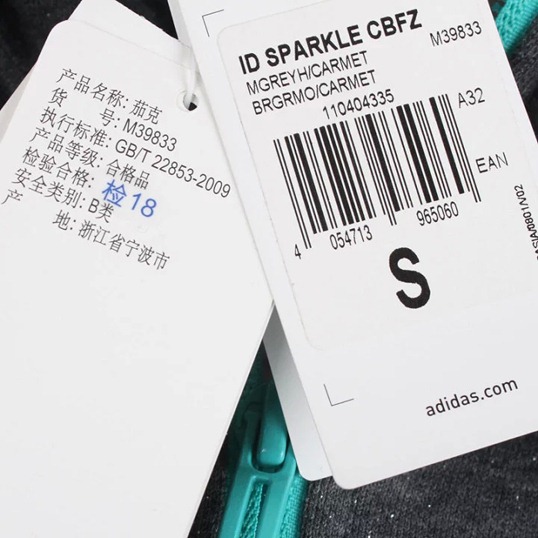 产品名称: 茄克
货 号: M39833
执行标准: GB/T 22853-2009
产品等级: 合格品
检验合格: 检18
安全类别: B类
产 地: 浙江省宁波市
ID SPARKLE CBFZ M39833
MGREYH/CARMET
BRGRMO/CARMET
110404335 A32
EAN
4 054713 965060
S
adidas.com